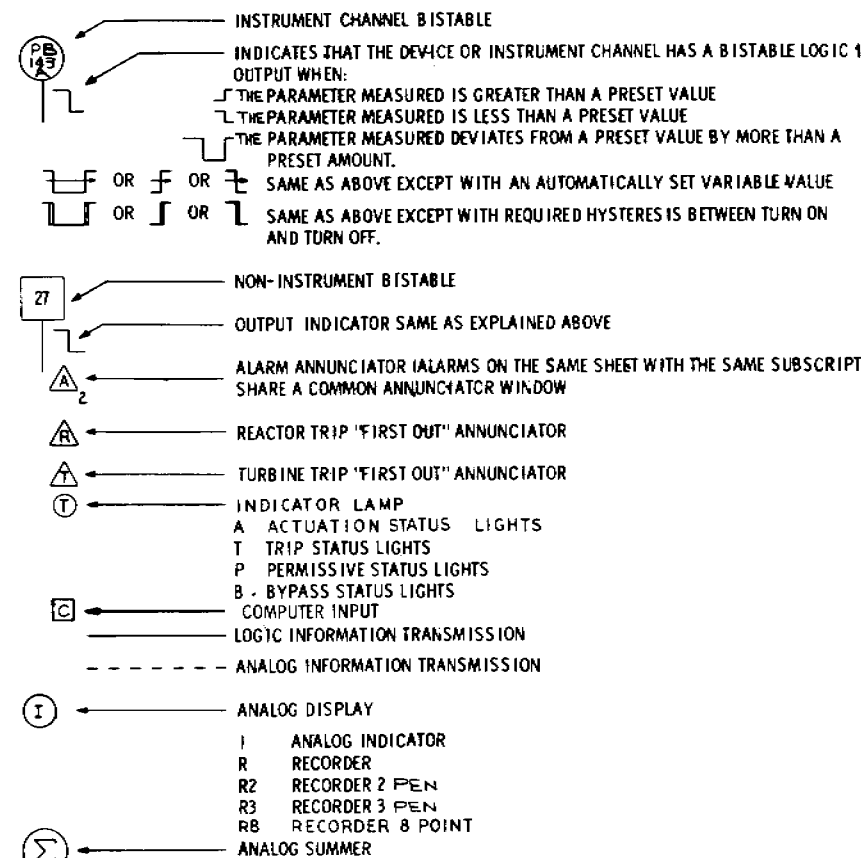 INSTRUMENT CHANNEL BISTABLE
PB
143
A
INDICATES THAT THE DEVICE OR INSTRUMENT CHANNEL HAS A BISTABLE LOGIC 1
OUTPUT WHEN:
THE PARAMETER MEASURED IS GREATER THAN A PRESET VALUE
THE PARAMETER MEASURED IS LESS THAN A PRESET VALUE
THE PARAMETER MEASURED DEVIATES FROM A PRESET VALUE BY MORE THAN A
PRESET AMOUNT.
OR OR SAME AS ABOVE EXCEPT WITH AN AUTOMATICALLY SET VARIABLE VALUE
OR OR SAME AS ABOVE EXCEPT WITH REQUIRED HYSTERESIS BETWEEN TURN ON
AND TURN OFF.
NON-INSTRUMENT BISTABLE
27
OUTPUT INDICATOR SAME AS EXPLAINED ABOVE
ALARM ANNUNCIATOR (ALARMS ON THE SAME SHEET WITH THE SAME SUBSCRIPT
A 2 SHARE A COMMON ANNUNCIATOR WINDOW
R REACTOR TRIP "FIRST OUT" ANNUNCIATOR
T TURBINE TRIP "FIRST OUT" ANNUNCIATOR
T INDICATOR LAMP
A ACTUATION STATUS LIGHTS
T TRIP STATUS LIGHTS
P PERMISSIVE STATUS LIGHTS
B - BYPASS STATUS LIGHTS
C COMPUTER INPUT
LOGIC INFORMATION TRANSMISSION
ANALOG INFORMATION TRANSMISSION
I ANALOG DISPLAY
I ANALOG INDICATOR
R RECORDER
R2 RECORDER 2 PEN
R3 RECORDER 3 PEN
R8 RECORDER 8 POINT
Σ ANALOG SUMMER